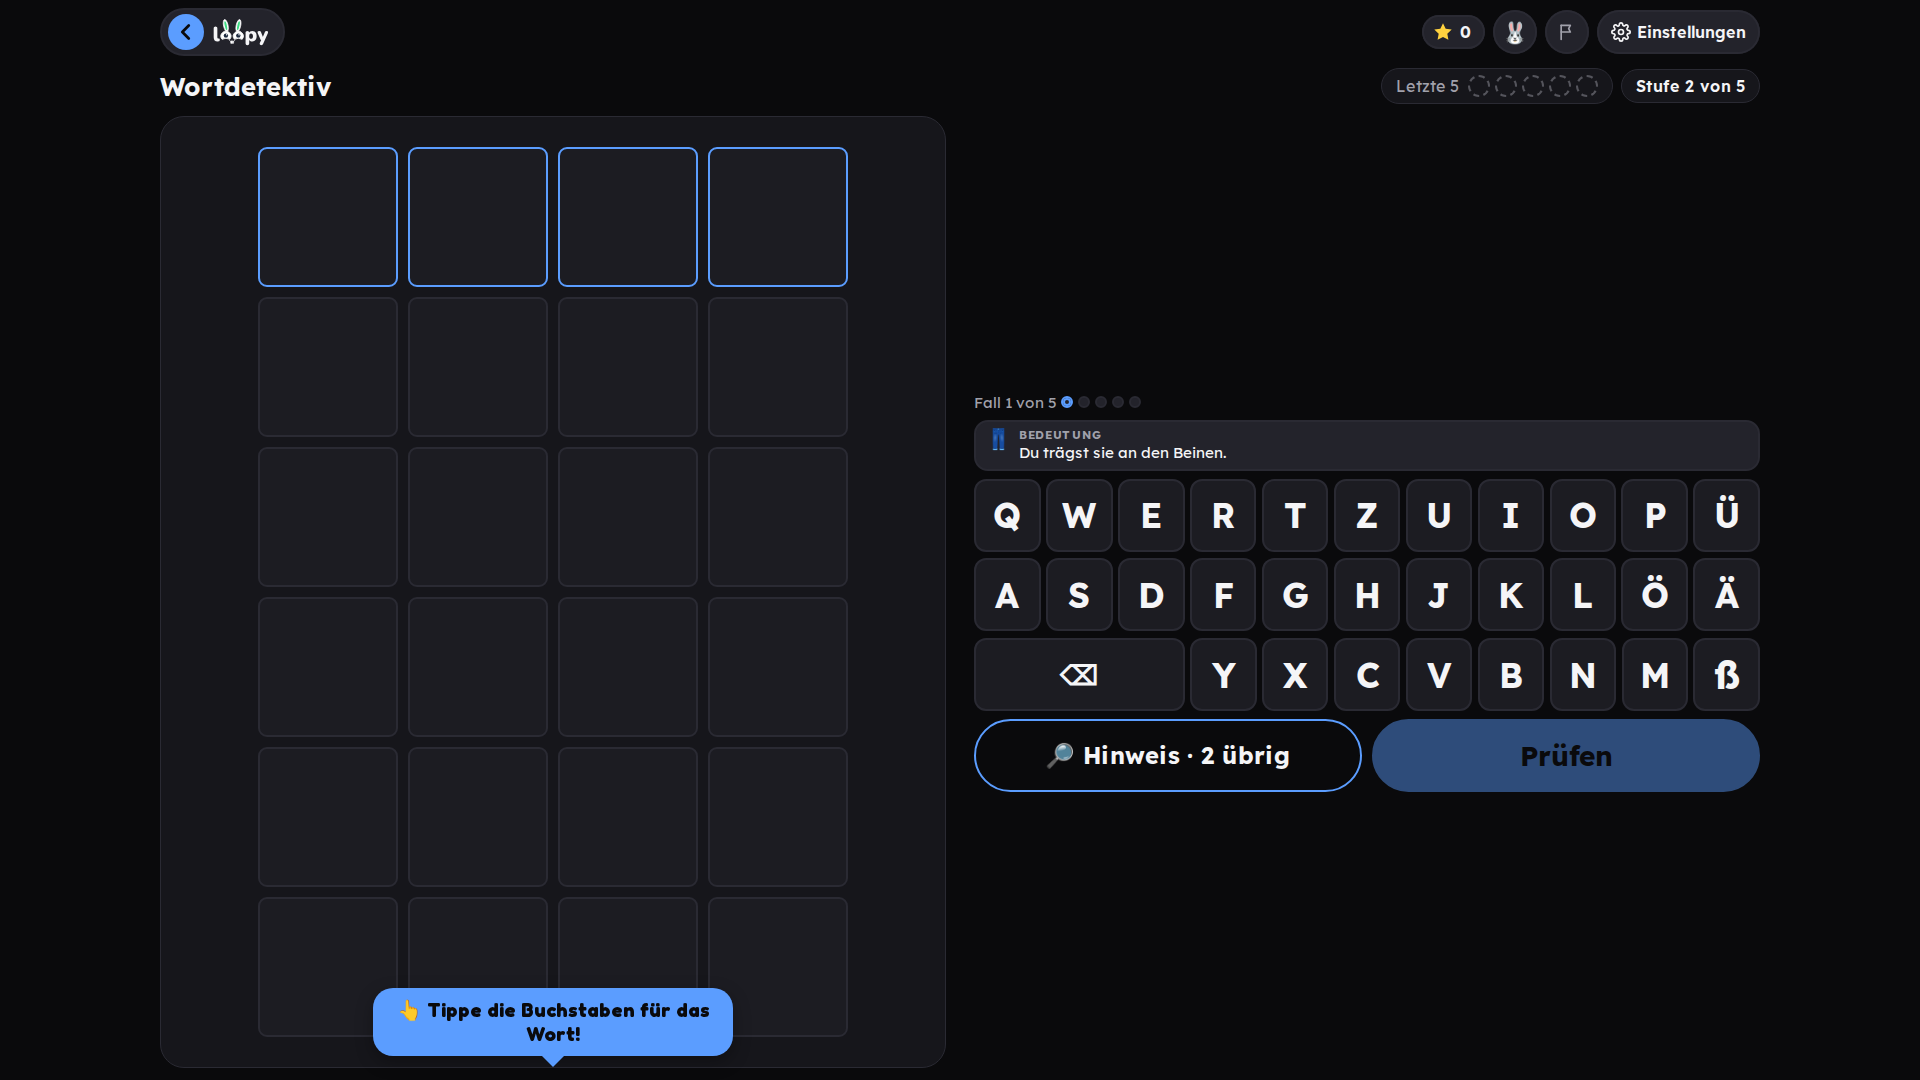 loopy
0
Einstellungen
Wortdetektiv
Letzte 5
Stufe 2 von 5
Fall 1 von 5
BEDEUTUNG
Du trägst sie an den Beinen.
Q W E R T Z U I O P Ü
A S D F G H J K L Ö Ä
⌫ Y X C V B N M ß
Hinweis · 2 übrig
Prüfen
Tippe die Buchstaben für das
Wort!